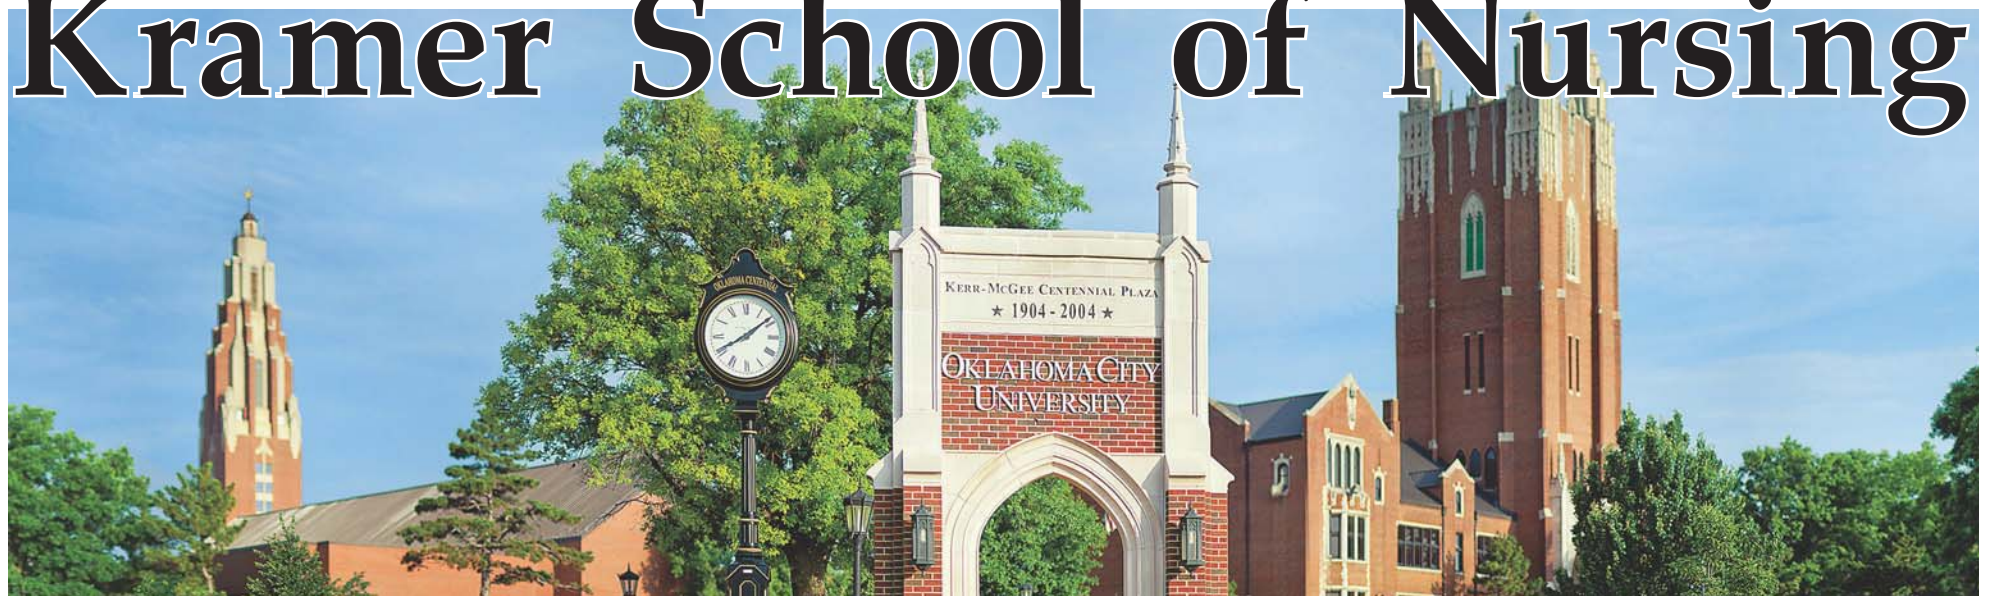 Kramer School of Nursing
OKLAHOMA CENTENNIAL
KERR-MCGEE CENTENNIAL PLAZA
★ 1904 - 2004 ★
OKLAHOMA CITY
UNIVERSITY